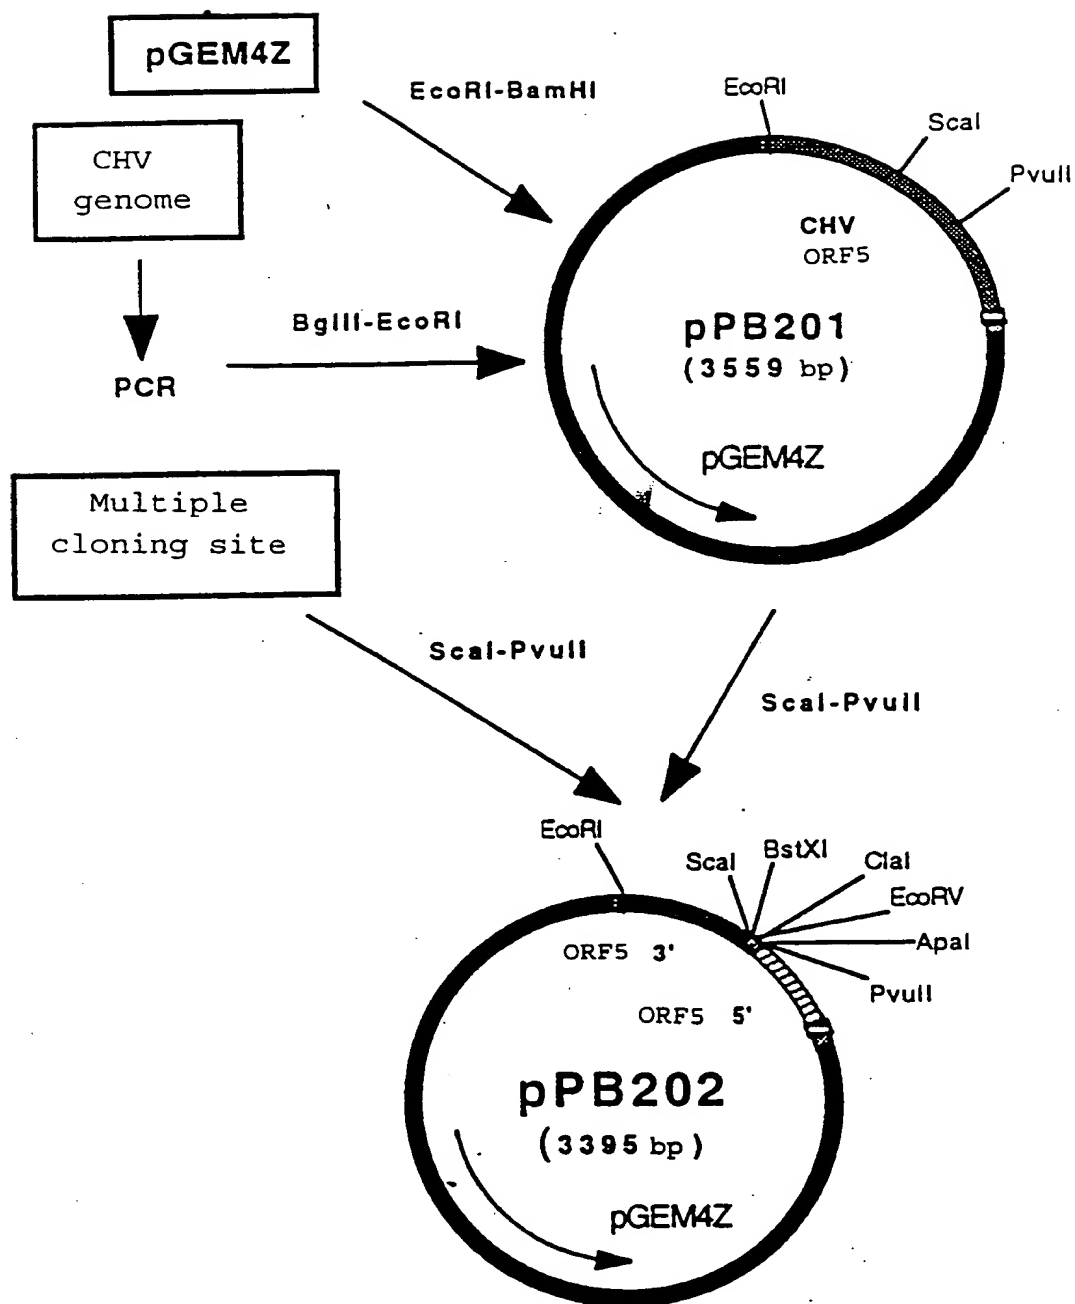 pGEM4Z
EcoRI-BamHI
CHV
genome
PCR
BglII-EcoRI
EcoRI
ScaI
PvuII
CHV
ORF5
pPB201
(3559 bp)
pGEM4Z
Multiple
cloning site
ScaI-PvuII
ScaI-PvuII
EcoRI
ScaI
BstXI
ClaI
EcoRV
ApaI
PvuII
ORF5 3'
ORF5 5'
pPB202
(3395 bp)
pGEM4Z